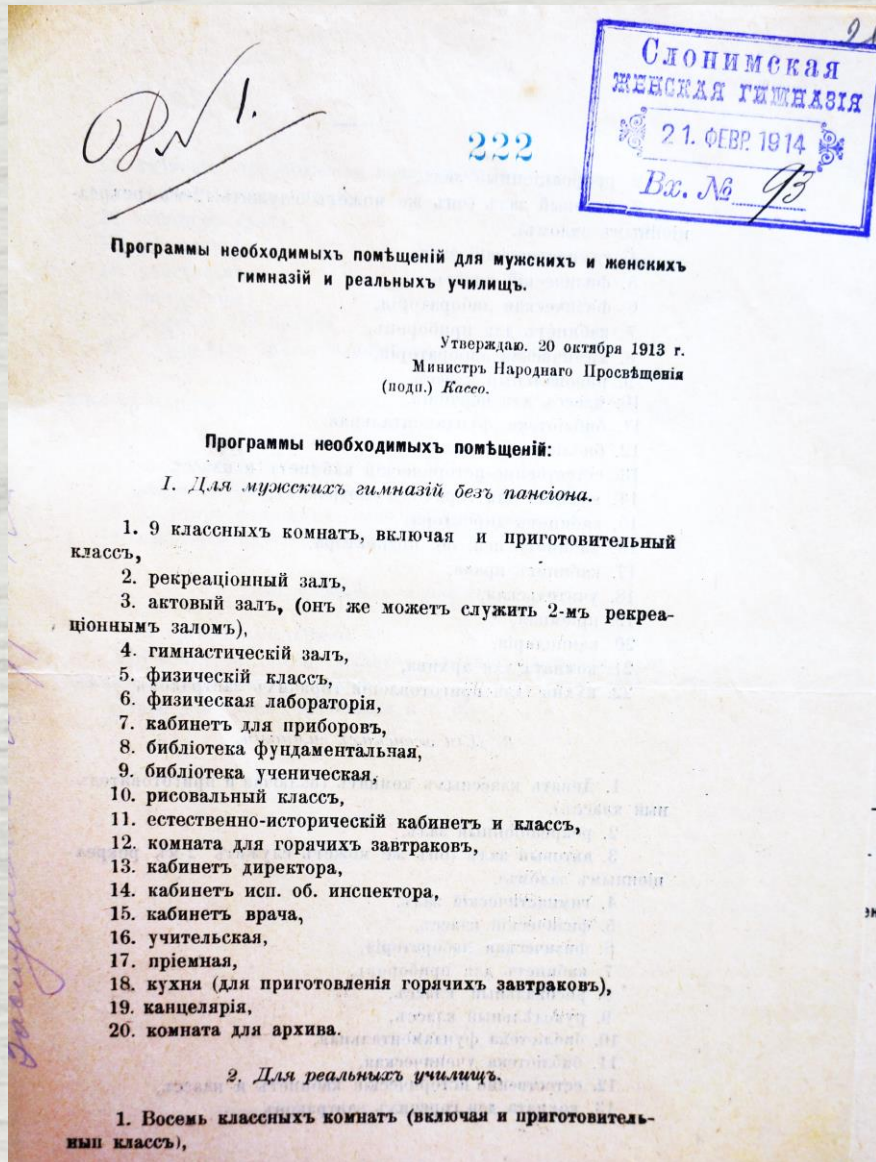 1.
222
Слонимская
ЖЕНСКАЯ ГИМНАЗІЯ
21. ФЕВР. 1914
Вх. № 93
Программы необходимыхъ помѣщеній для мужскихъ и женскихъ
гимназій и реальныхъ училищъ.
Утверждаю. 20 октября 1913 г.
Министръ Народнаго Просвѣщенія
(подп.) Кассо.
Программы необходимыхъ помѣщеній:
I. Для мужскихъ гимназій безъ пансіона.
1. 9 классныхъ комнатъ, включая и приготовительный
классъ,
2. рекреаціонный залъ,
3. актовый залъ, (онъ же можетъ служить 2-мъ рекреа-
ціоннымъ заломъ),
4. гимнастическій залъ,
5. физическій классъ,
6. физическая лабораторія,
7. кабинетъ для приборовъ,
8. библіотека фундаментальная,
9. библіотека ученическая,
10. рисовальный классъ,
11. естественно-историческій кабинетъ и классъ,
12. комната для горячихъ завтраковъ,
13. кабинетъ директора,
14. кабинетъ исп. об. инспектора,
15. кабинетъ врача,
16. учительская,
17. пріемная,
18. кухня (для приготовленія горячихъ завтраковъ),
19. канцелярія,
20. комната для архива.
2. Для реальныхъ училищъ.
1. Восемь классныхъ комнатъ (включая и приготовитель-
ныи классъ),